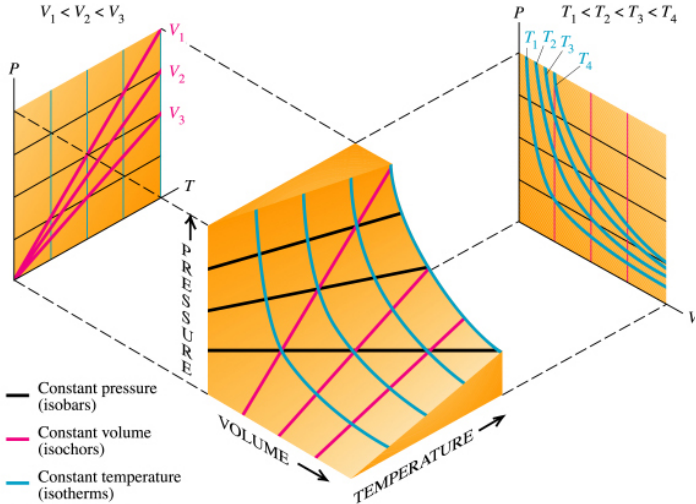 V₁ < V₂ < V₃
P
V₁
V₂
V₃
T
T₁ < T₂ < T₃ < T₄
P
T₁
T₂
T₃
T₄
V
PRESSURE
VOLUME
TEMPERATURE
Constant pressure
(isobars)
Constant volume
(isochors)
Constant temperature
(isotherms)